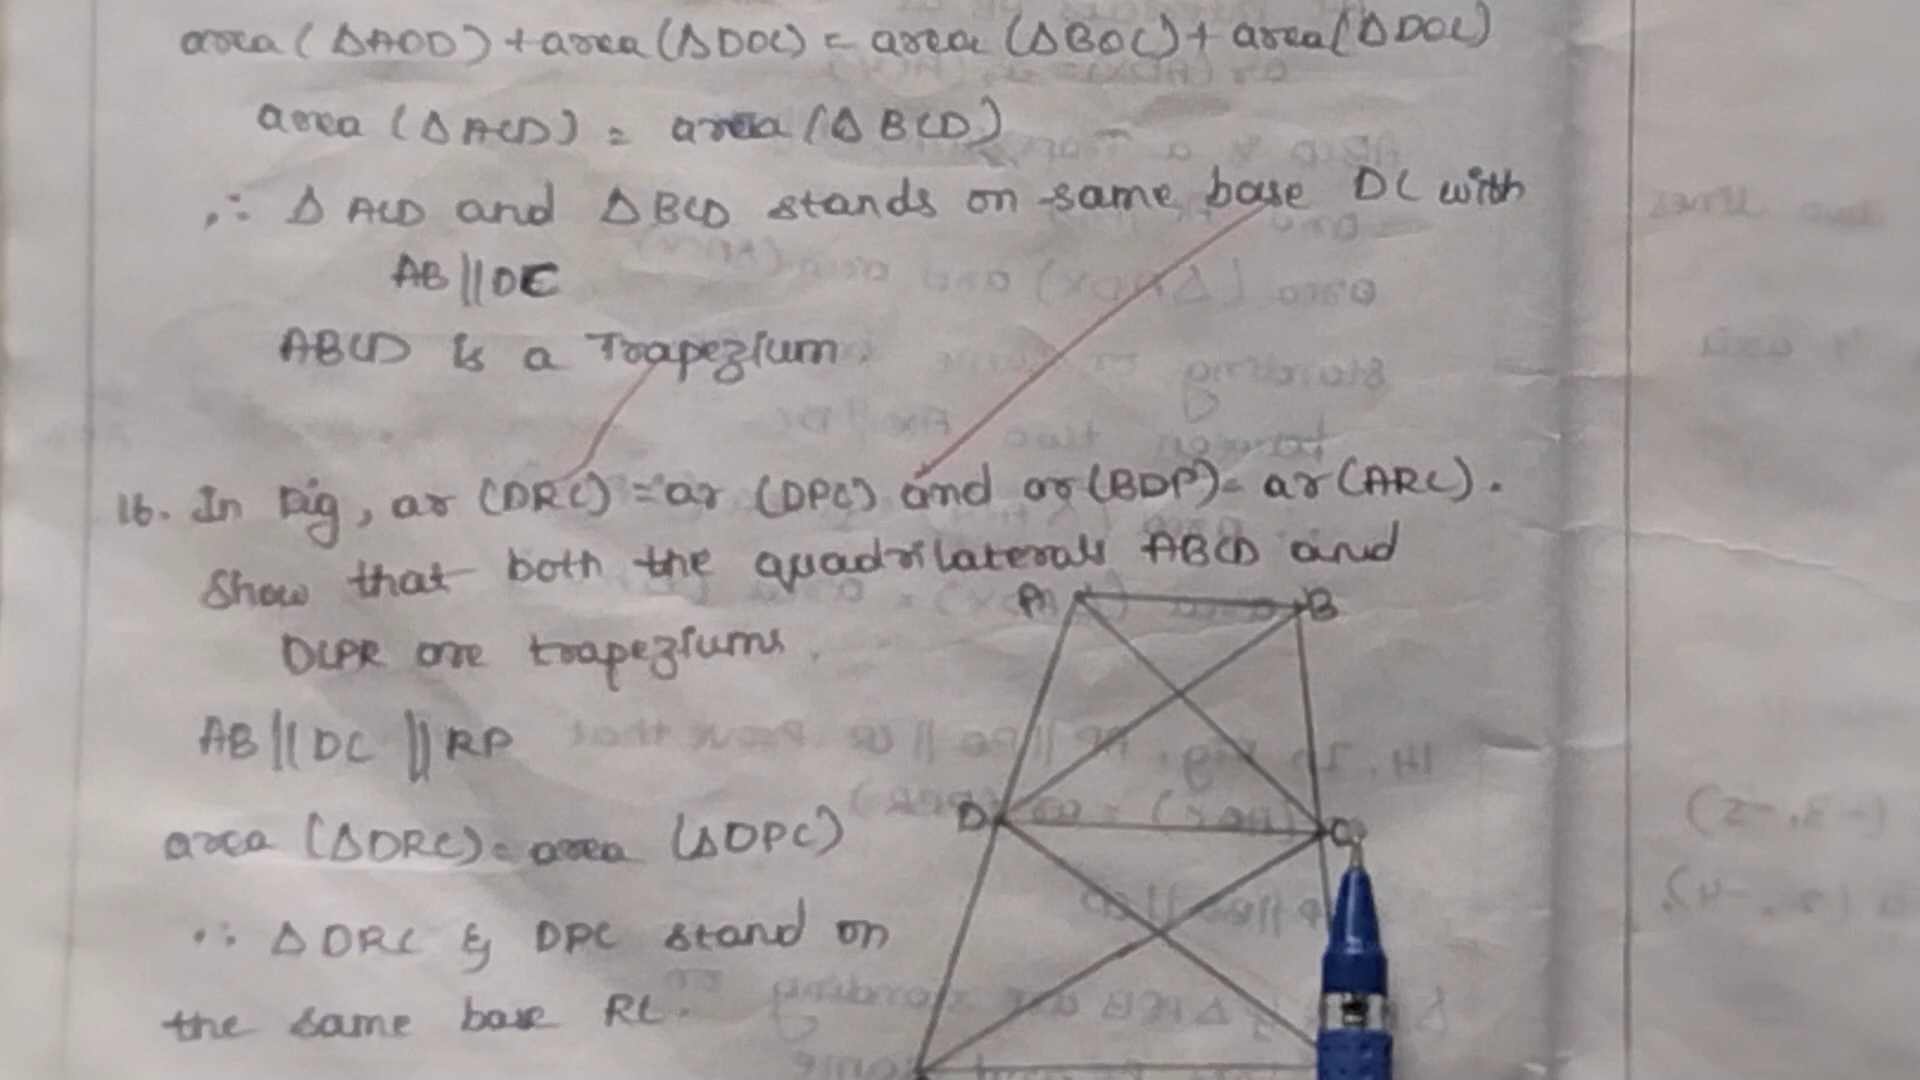 area (ΔAOD) + area (ΔDOC) = area (ΔBOC) + area (ΔDOC)
area (ΔACD) = area (ΔBCD)
∴ Δ ACD and ΔBCD stands on same base DC with
AB||DC
ABCD is a Trapezium.
16. In Fig, ar (DRC) = ar (DPC) and ar (BDP) = ar (ARC).
Show that both the quadrilaterals ABCD and
DCPR are trapeziums.
A B
AB || DC || RP
D C
area (ΔDRC) = area (ΔDPC)
∴ Δ DRC & DPC stand on
the same base RC.